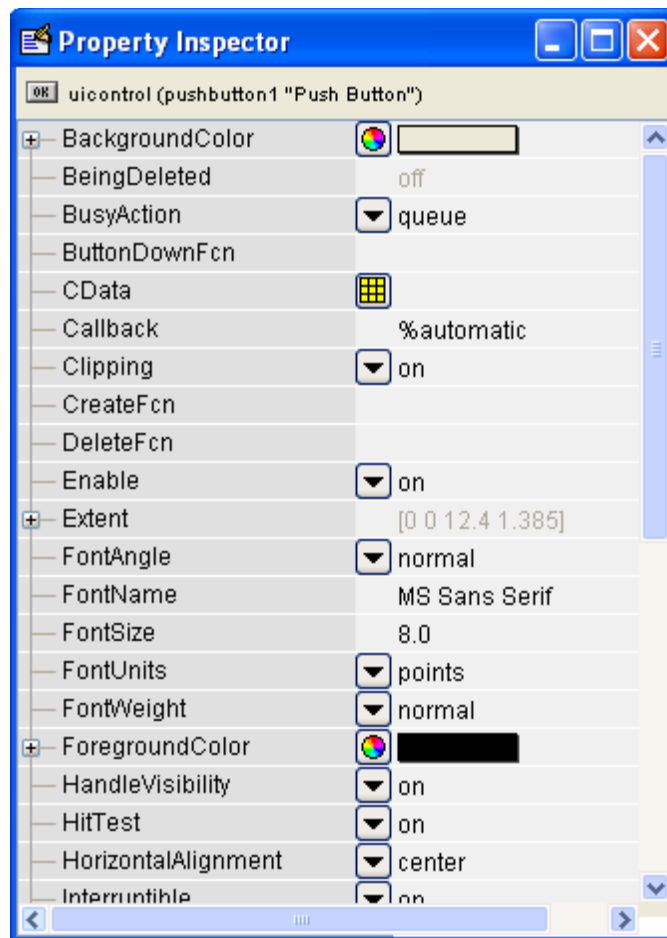 Property Inspector
OK uicontrol (pushbutton1 "Push Button")
BackgroundColor
BeingDeleted off
BusyAction queue
ButtonDownFcn
CData
Callback %automatic
Clipping on
CreateFcn
DeleteFcn
Enable on
Extent [0 0 12.4 1.385]
FontAngle normal
FontName MS Sans Serif
FontSize 8.0
FontUnits points
FontWeight normal
ForegroundColor
HandleVisibility on
HitTest on
HorizontalAlignment center
Interruptible on